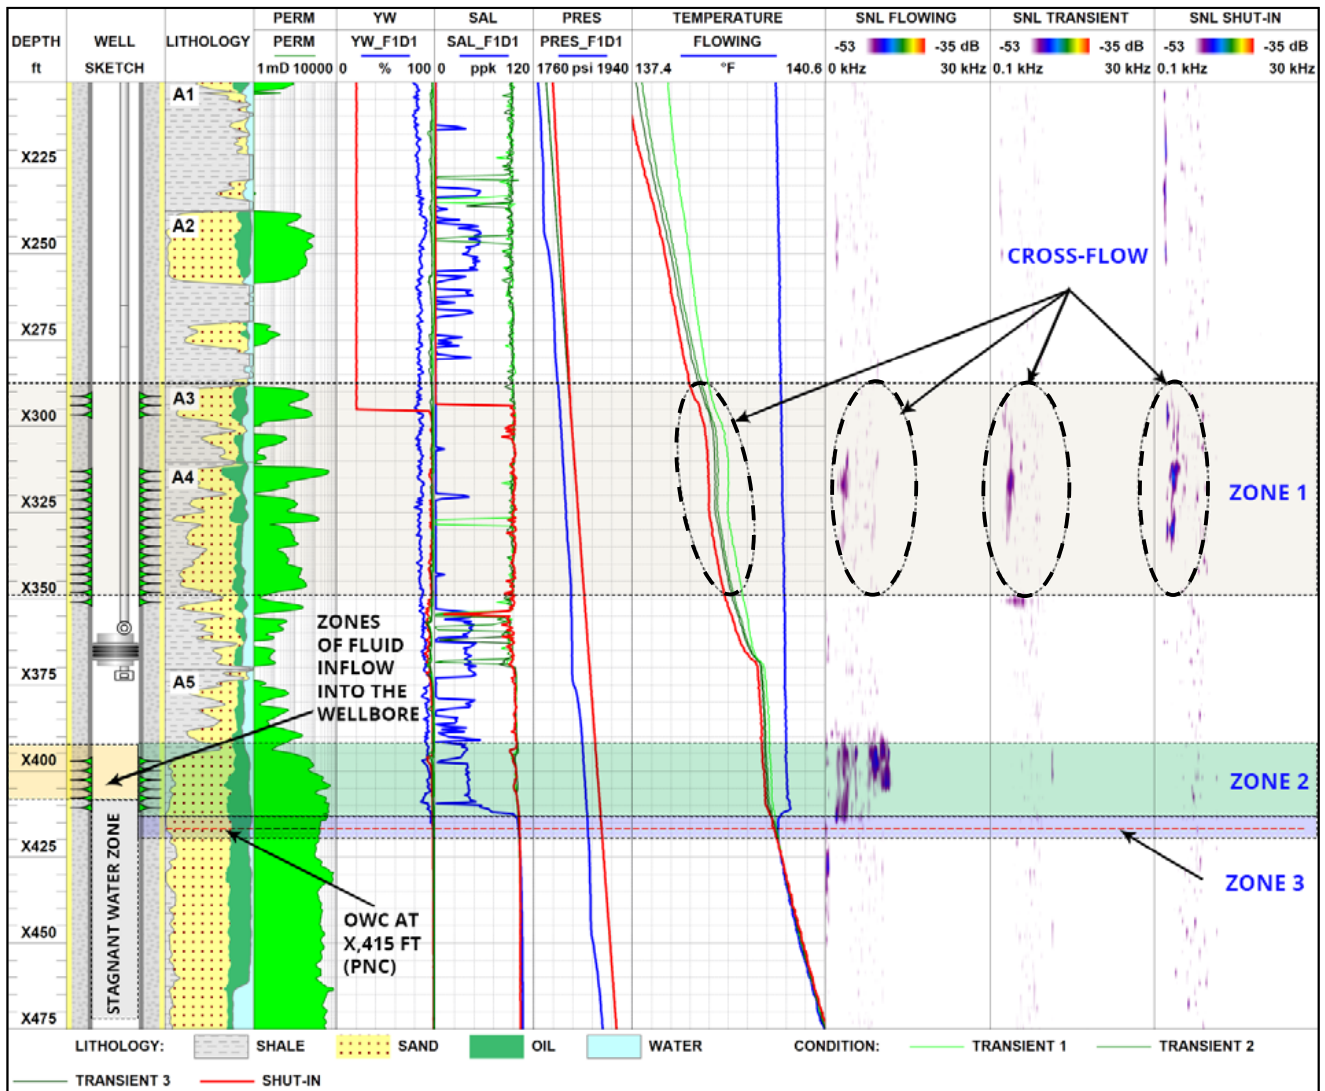 PERM YW SAL PRES TEMPERATURE SNL FLOWING SNL TRANSIENT SNL SHUT-IN
DEPTH WELL LITHOLOGY PERM YW_F1D1 SAL_F1D1 PRES_F1D1 FLOWING -53 -35 dB -53 -35 dB -53 -35 dB
ft SKETCH 1 mD 10000 0 % 100 0 ppk 120 1760 psi 1940 137.4 °F 140.6 0 kHz 30 kHz 0.1 kHz 30 kHz 0.1 kHz 30 kHz
A1
X225
A2
X250
CROSS-FLOW
X275
A3
X300
A4
ZONE 1
X325
X350
ZONES
OF FLUID
INFLOW
INTO THE
WELLBORE
X375
A5
X400
ZONE 2
X425
ZONE 3
STAGNANT WATER ZONE
OWC AT
X,415 FT
(PNC)
X450
X475
LITHOLOGY: SHALE SAND OIL WATER CONDITION: TRANSIENT 1 TRANSIENT 2
TRANSIENT 3 SHUT-IN